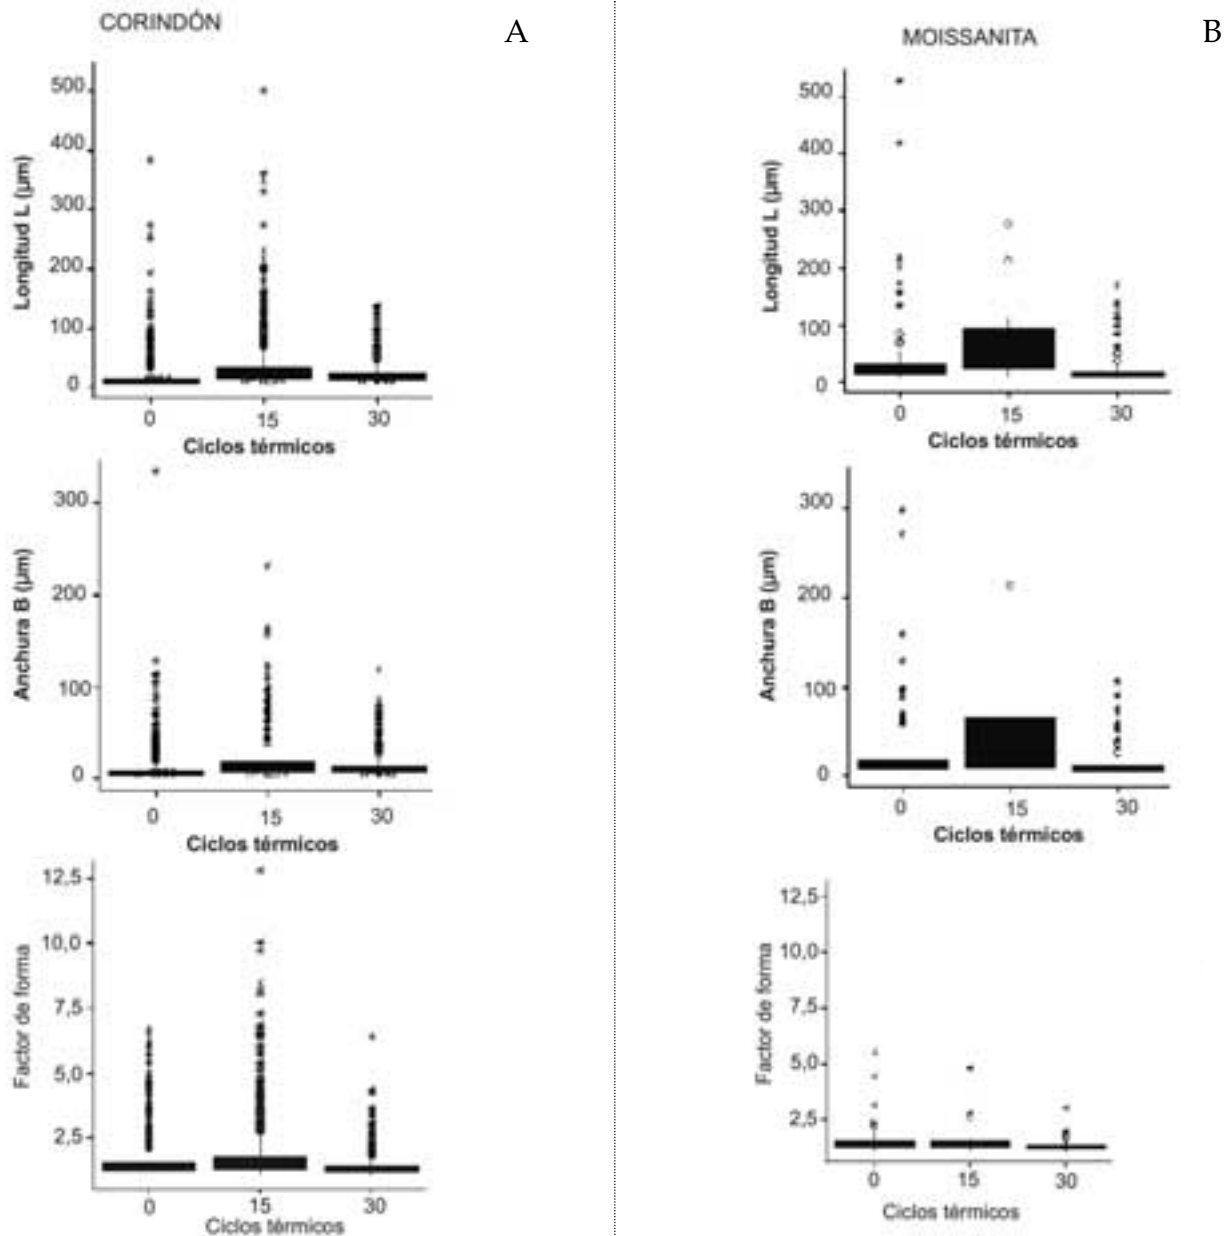 CORINDÓN
A
500
400
300
200
100
0
Longitud L (µm)
0 15 30
Ciclos térmicos
300
200
100
0
Anchura B (µm)
0 15 30
Ciclos térmicos
12,5
10,0
7,5
5,0
2,5
Factor de forma
0 15 30
Ciclos térmicos
MOISSANITA
B
500
400
300
200
100
0
Longitud L (µm)
0 15 30
Ciclos térmicos
300
200
100
0
Anchura B (µm)
0 15 30
Ciclos térmicos
12,5
10,0
7,5
5,0
2,5
Factor de forma
0 15 30
Ciclos térmicos